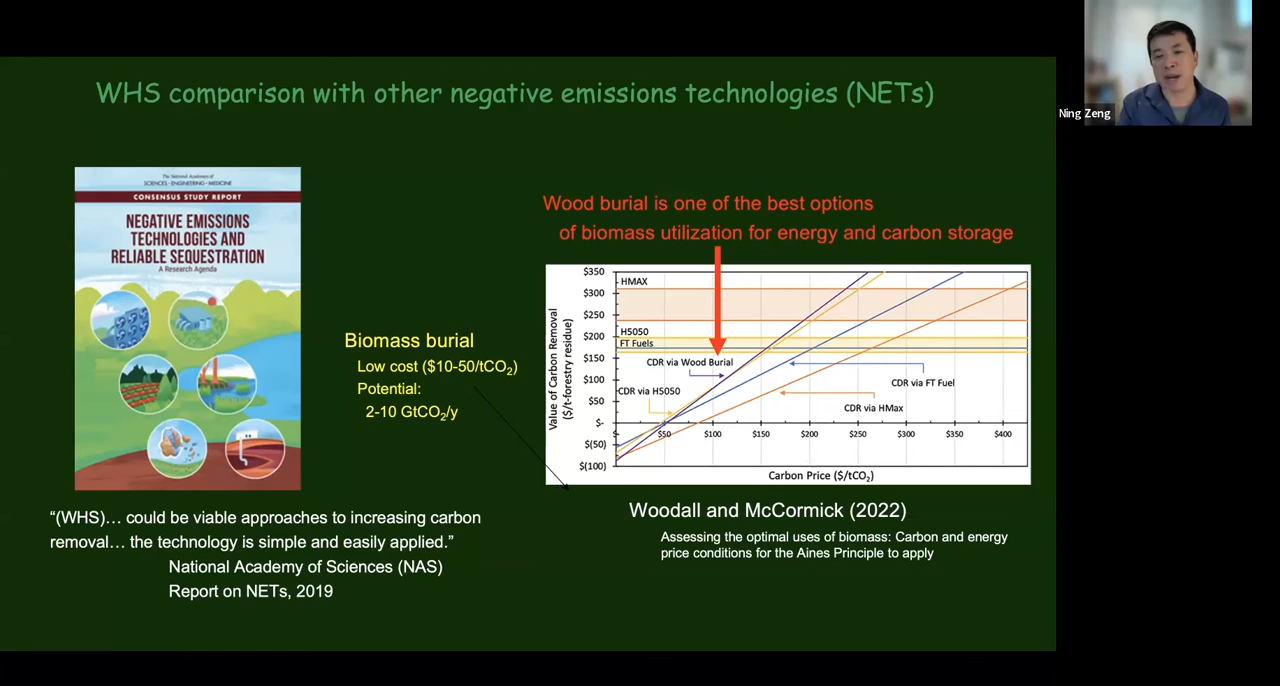 WHS comparison with other negative emissions technologies (NETs)
Ning Zeng
The National Academies of
SCIENCES • ENGINEERING • MEDICINE
CONSENSUS STUDY REPORT
NEGATIVE EMISSIONS
TECHNOLOGIES AND
RELIABLE SEQUESTRATION
A Research Agenda
Biomass burial
Low cost ($10-50/tCO₂)
Potential:
2-10 GtCO₂/y
“(WHS)… could be viable approaches to increasing carbon
removal… the technology is simple and easily applied.”
National Academy of Sciences (NAS)
Report on NETs, 2019
Wood burial is one of the best options
of biomass utilization for energy and carbon storage
Value of Carbon Removal
($/t-forestry residue)
$350
$300
$250
$200
$150
$100
$50
$-
$(50)
$(100)
HMAX
H5050
FT Fuels
CDR via Wood Burial
CDR via H5050
CDR via FT Fuel
CDR via HMax
$- $50 $100 $150 $200 $250 $300 $350 $400
Carbon Price ($/tCO₂)
Woodall and McCormick (2022)
Assessing the optimal uses of biomass: Carbon and energy
price conditions for the Aines Principle to apply